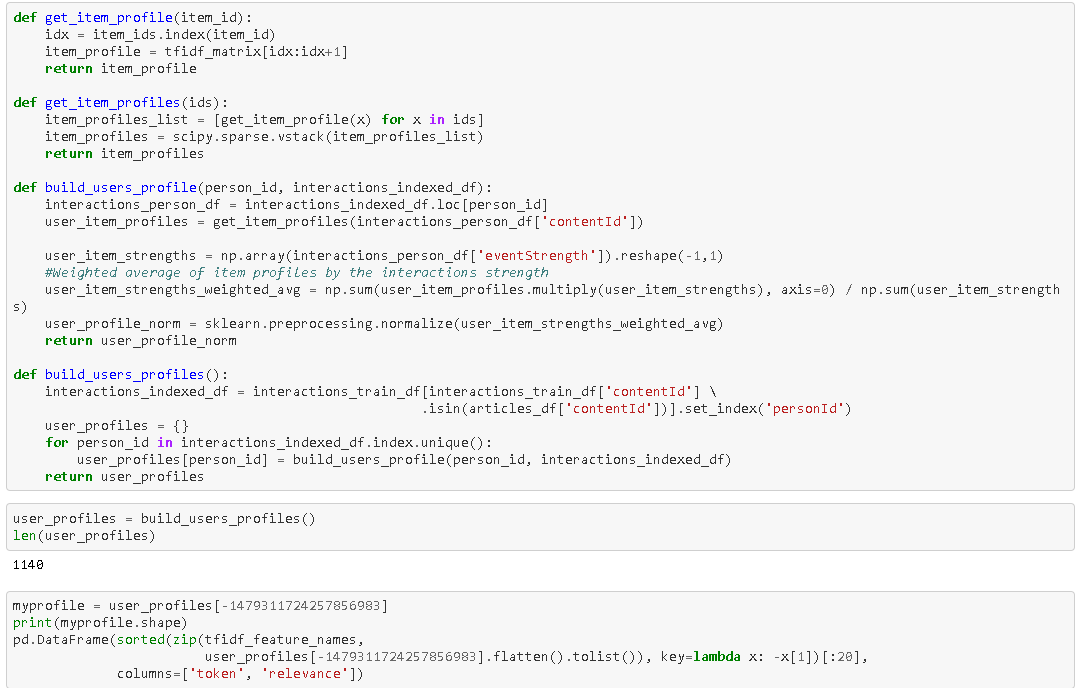 def get_item_profile(item_id):
    idx = item_ids.index(item_id)
    item_profile = tfidf_matrix[idx:idx+1]
    return item_profile

def get_item_profiles(ids):
    item_profiles_list = [get_item_profile(x) for x in ids]
    item_profiles = scipy.sparse.vstack(item_profiles_list)
    return item_profiles

def build_users_profile(person_id, interactions_indexed_df):
    interactions_person_df = interactions_indexed_df.loc[person_id]
    user_item_profiles = get_item_profiles(interactions_person_df['contentId'])

    user_item_strengths = np.array(interactions_person_df['eventStrength']).reshape(-1,1)
    #Weighted average of item profiles by the interactions strength
    user_item_strengths_weighted_avg = np.sum(user_item_profiles.multiply(user_item_strengths), axis=0) / np.sum(user_item_strength
s)
    user_profile_norm = sklearn.preprocessing.normalize(user_item_strengths_weighted_avg)
    return user_profile_norm

def build_users_profiles():
    interactions_indexed_df = interactions_train_df[interactions_train_df['contentId'] \
                                                    .isin(articles_df['contentId'])].set_index('personId')
    user_profiles = {}
    for person_id in interactions_indexed_df.index.unique():
        user_profiles[person_id] = build_users_profile(person_id, interactions_indexed_df)
    return user_profiles

user_profiles = build_users_profiles()
len(user_profiles)

1140

myprofile = user_profiles[-1479311724257856983]
print(myprofile.shape)
pd.DataFrame(sorted(zip(tfidf_feature_names,
                        user_profiles[-1479311724257856983].flatten().tolist()), key=lambda x: -x[1])[:20],
             columns=['token', 'relevance'])